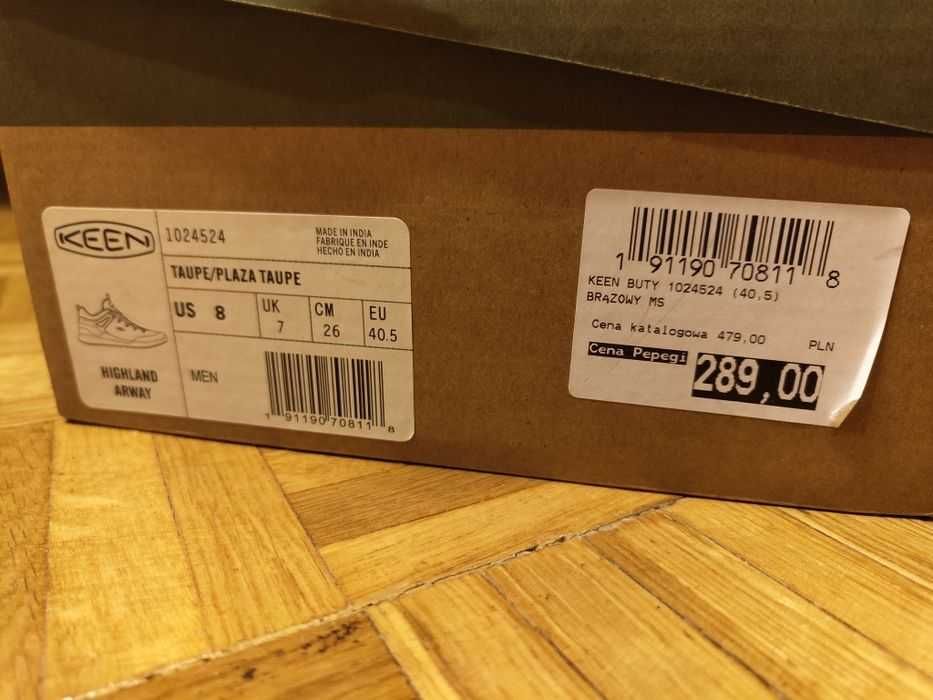 KEEN
1024524
MADE IN INDIA
FABRIQUE EN INDE
HECHO EN INDIA
TAUPE/PLAZA TAUPE
US 8
UK 7
CM 26
EU 40.5
HIGHLAND
ARWAY
MEN
1 91190 70811 8
1 91190 70811 8
KEEN BUTY 1024524 (40,5)
BRĄZOWY MS
Cena katalogowa 479,00 PLN
Cena Pepegi 289,00